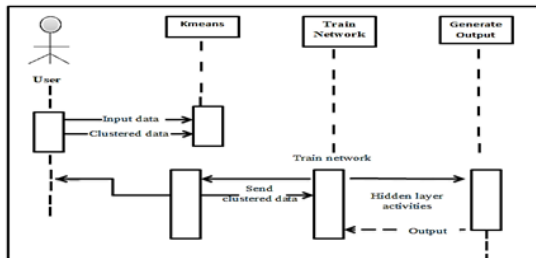 Kmeans
Train
Network
Generate
Output
User
Input data
Clustered data
Train network
Send
clustered data
Hidden layer
activities
Output